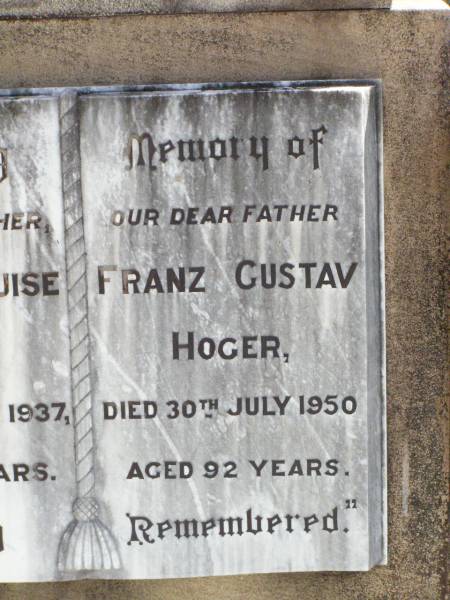 Memory of
HER, OUR DEAR FATHER
UISE FRANZ GUSTAV
HOGER,
1937, DIED 30TH JULY 1950
ARS. AGED 92 YEARS.
Remembered."